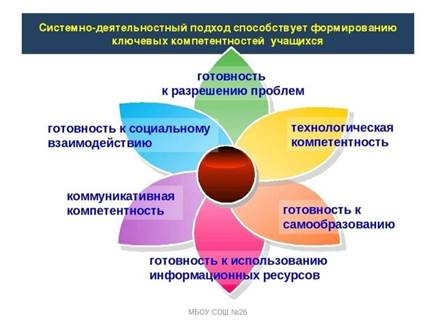 Системно-деятельностный подход способствует формированию
ключевых компетентностей учащихся
готовность
к разрешению проблем
готовность к социальному
взаимодействию
технологическая
компетентность
коммуникативная
компетентность
готовность к
самообразованию
готовность к использованию
информационных ресурсов
МБОУ СОШ №26